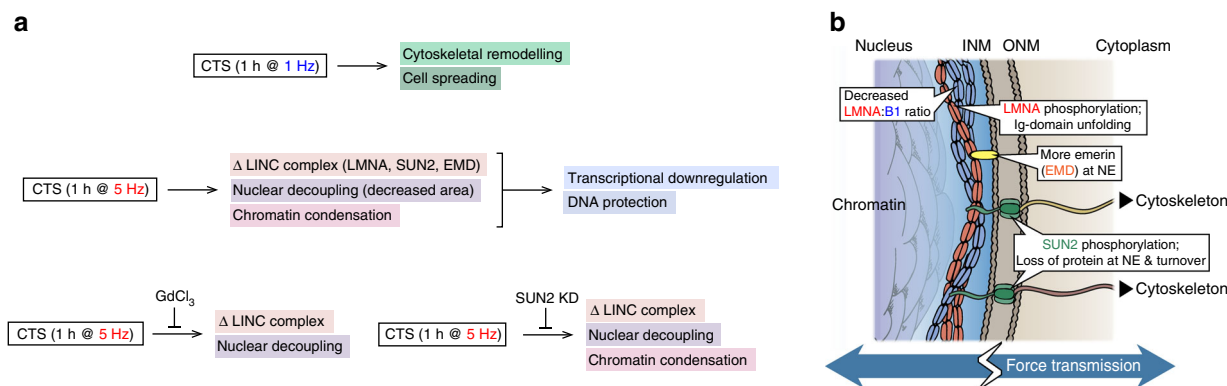 a
CTS (1 h @ 1 Hz)
Cytoskeletal remodelling
Cell spreading
CTS (1 h @ 5 Hz)
Δ LINC complex (LMNA, SUN2, EMD)
Nuclear decoupling (decreased area)
Chromatin condensation
Transcriptional downregulation
DNA protection
GdCl₃
CTS (1 h @ 5 Hz)
Δ LINC complex
Nuclear decoupling
SUN2 KD
CTS (1 h @ 5 Hz)
Δ LINC complex
Nuclear decoupling
Chromatin condensation
b
Nucleus INM ONM Cytoplasm
Decreased
LMNA:B1 ratio
LMNA phosphorylation;
Ig-domain unfolding
More emerin
(EMD) at NE
Chromatin
Cytoskeleton
SUN2 phosphorylation;
Loss of protein at NE & turnover
Cytoskeleton
Force transmission